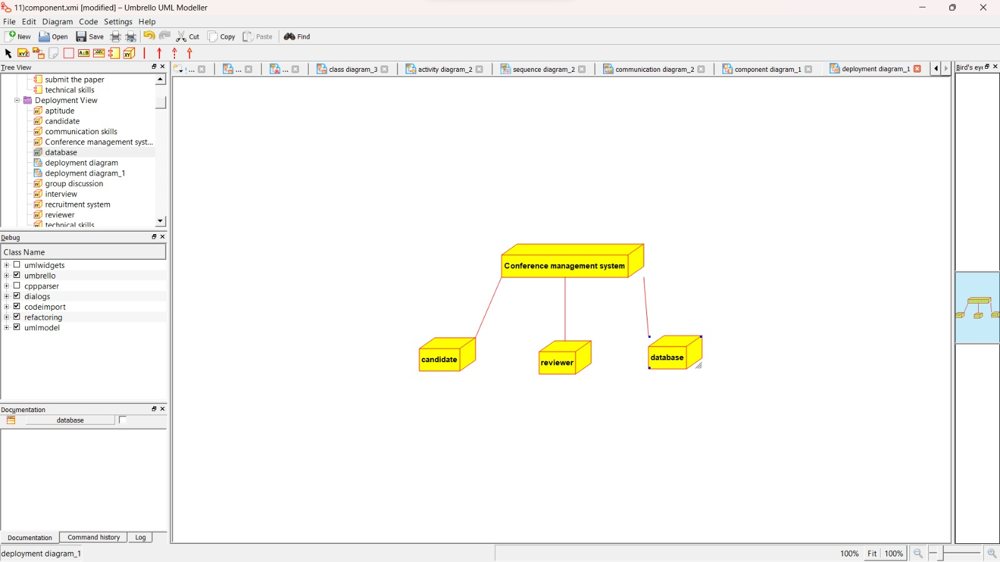 11)component.xmi [modified] – Umbrello UML Modeller
File Edit Diagram Code Settings Help
New Open Save Cut Copy Paste Find
Tree View
... ... ... class diagram_3 activity diagram_2 sequence diagram_2 communication diagram_2 component diagram_1 deployment diagram_1
Bird's eye
submit the paper
technical skills
Deployment View
aptitude
candidate
communication skills
Conference management syst...
database
deployment diagram
deployment diagram_1
group discussion
interview
recruitment system
reviewer
technical skills
Debug
Class Name
umlwidgets
umbrello
cppparser
dialogs
codeimport
refactoring
umlmodel
Conference management system
candidate
reviewer
database
Documentation
database
Documentation Command history Log
deployment diagram_1
100% Fit 100%